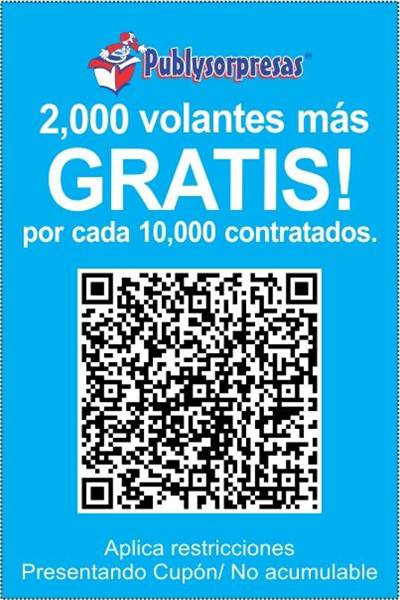 Publysorpresas®
2,000 volantes más
GRATIS!
por cada 10,000 contratados.
Aplica restricciones
Presentando Cupón/ No acumulable